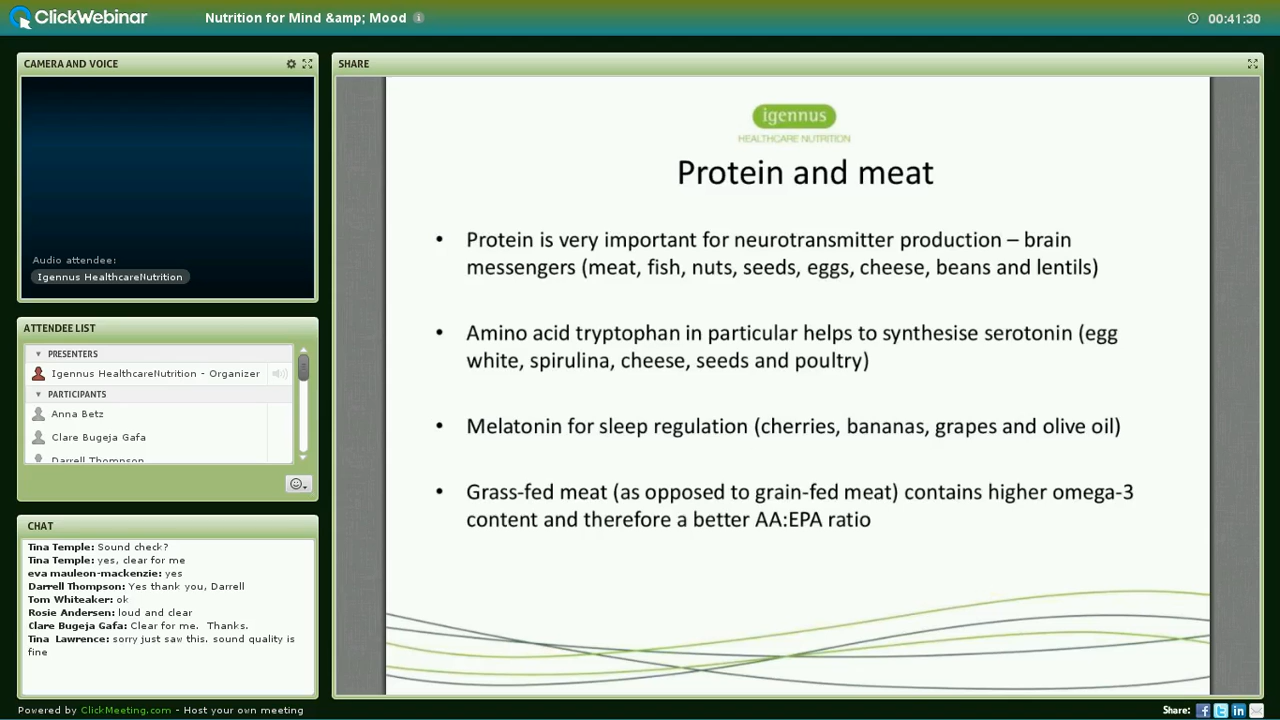 ClickWebinar
Nutrition for Mind &amp; Mood
i
00:41:30
CAMERA AND VOICE
Audio attendee:
Igennus HealthcareNutrition
ATTENDEE LIST
PRESENTERS
Igennus HealthcareNutrition - Organizer
PARTICIPANTS
Anna Betz
Clare Bugeja Gafa
Darrell Thompson
CHAT
Tina Temple: Sound check?
Tina Temple: yes, clear for me
eva mauleon-mackenzie: yes
Darrell Thompson: Yes thank you, Darrell
Tom Whiteaker: ok
Rosie Andersen: loud and clear
Clare Bugeja Gafa: Clear for me. Thanks.
Tina Lawrence: sorry just saw this. sound quality is
fine
SHARE
igennus
HEALTHCARE NUTRITION
Protein and meat
• Protein is very important for neurotransmitter production – brain
messengers (meat, fish, nuts, seeds, eggs, cheese, beans and lentils)
• Amino acid tryptophan in particular helps to synthesise serotonin (egg
white, spirulina, cheese, seeds and poultry)
• Melatonin for sleep regulation (cherries, bananas, grapes and olive oil)
• Grass-fed meat (as opposed to grain-fed meat) contains higher omega-3
content and therefore a better AA:EPA ratio
Powered by ClickMeeting.com - Host your own meeting
Share: